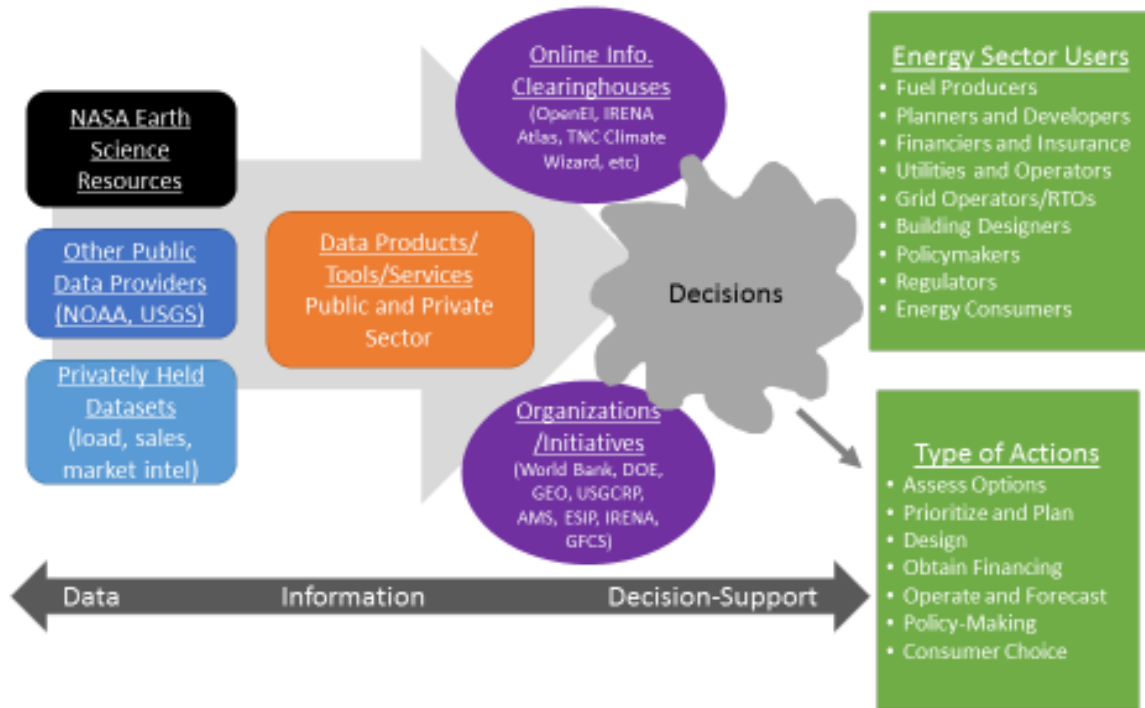 NASA Earth
Science
Resources
Other Public
Data Providers
(NOAA, USGS)
Privately Held
Datasets
(load, sales,
market intel)
Data Products/
Tools/Services
Public and Private
Sector
Online Info.
Clearinghouses
(OpenEI, IRENA
Atlas, TNC Climate
Wizard, etc)
Decisions
Organizations
/Initiatives
(World Bank, DOE,
GEO, USGCRP,
AMS, ESIP, IRENA,
GFCS)
Energy Sector Users
• Fuel Producers
• Planners and Developers
• Financiers and Insurance
• Utilities and Operators
• Grid Operators/RTOs
• Building Designers
• Policymakers
• Regulators
• Energy Consumers
Type of Actions
• Assess Options
• Prioritize and Plan
• Design
• Obtain Financing
• Operate and Forecast
• Policy-Making
• Consumer Choice
Data Information Decision-Support